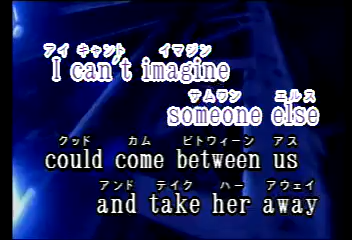 アイ キャント イマジン
I can't imagine
サムワン エルス
someone else
クッド カム ビトウィーン アス
could come between us
アンド テイク ハー アウェイ
and take her away